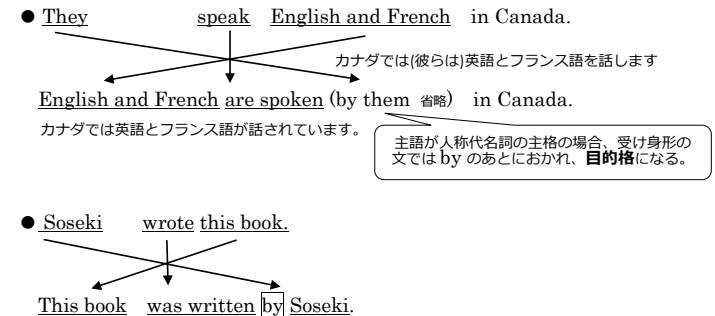 ● They speak English and French in Canada.
カナダでは(彼らは)英語とフランス語を話します
English and French are spoken (by them 省略) in Canada.
カナダでは英語とフランス語が話されています。
主語が人称代名詞の主格の場合、受け身形の
文では by のあとにおかれ、目的格になる。
● Soseki wrote this book.
This book was written by Soseki.